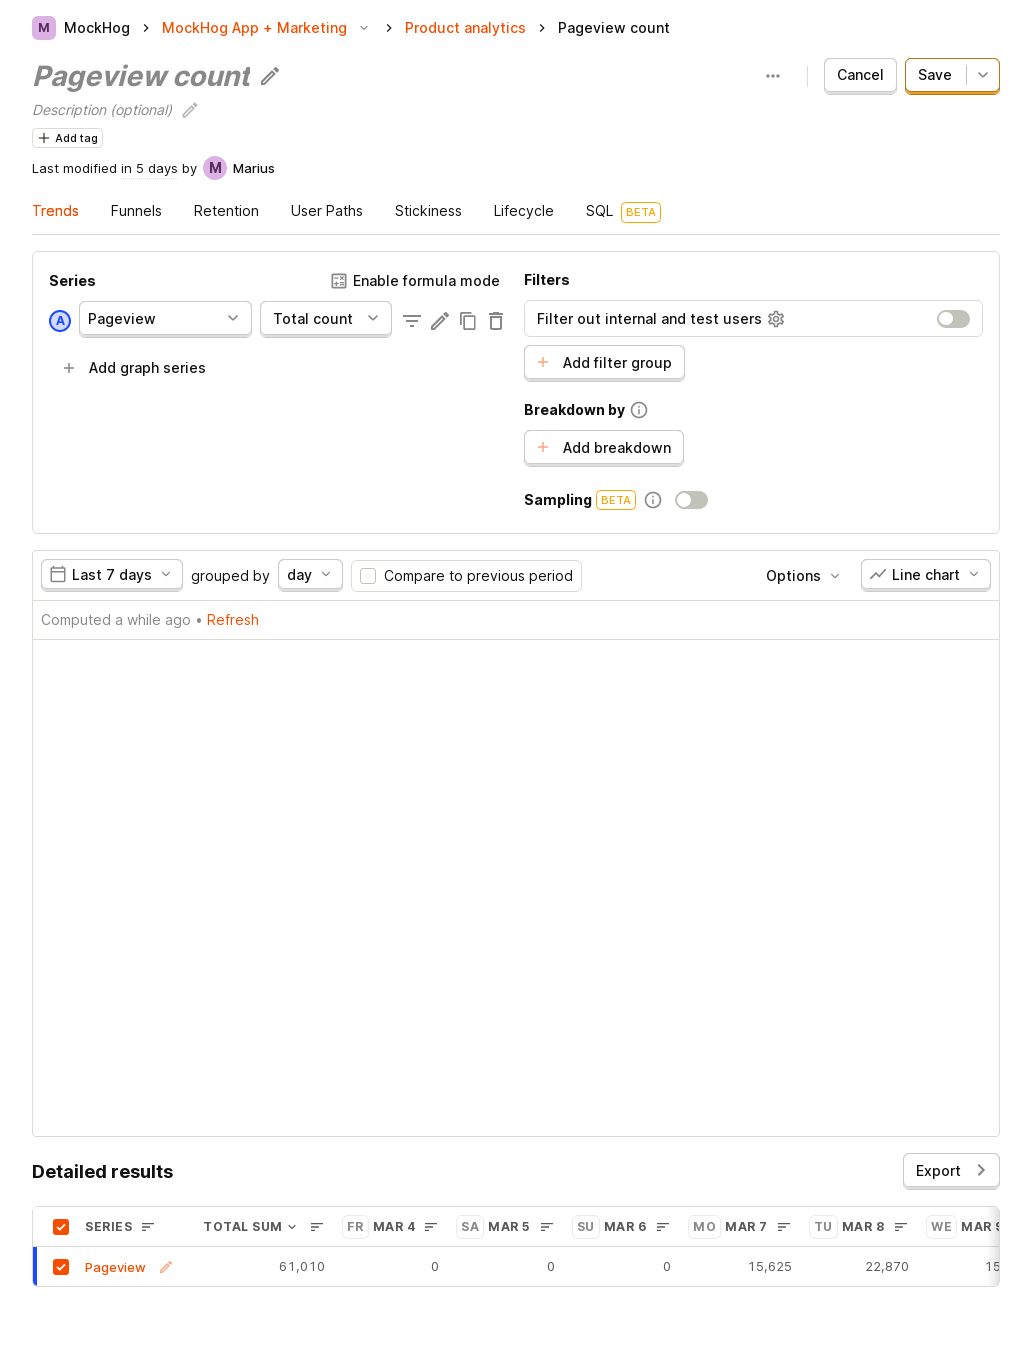 M MockHog > MockHog App + Marketing > Product analytics > Pageview count
Pageview count
Cancel
Save
Description (optional)
Add tag
Last modified in 5 days by M Marius
Trends Funnels Retention User Paths Stickiness Lifecycle SQL BETA
Series
Enable formula mode
A Pageview Total count
Add graph series
Filters
Filter out internal and test users
Add filter group
Breakdown by
Add breakdown
Sampling BETA
Last 7 days grouped by day Compare to previous period Options Line chart
Computed a while ago • Refresh
Detailed results
Export
SERIES TOTAL SUM FR MAR 4 SA MAR 5 SU MAR 6 MO MAR 7 TU MAR 8 WE MAR
Pageview 61,010 0 0 0 15,625 22,870 15